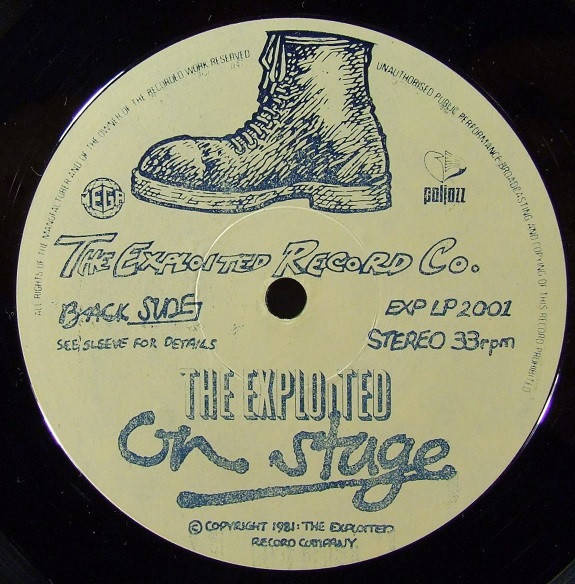 ALL RIGHTS OF THE MANUFACTURER AND OF THE OWNER OF THE RECORDED WORK RESERVED
UNAUTHORISED PUBLIC PERFORMANCE-BROADCASTING AND COPYING OF THIS RECORD PROHIBITED
MEGA
THE EXPLOITED RECORD Co.
BACK SIDE
EXP LP 2001
SEE SLEEVE FOR DETAILS
STEREO 33rpm
THE EXPLOITED
on stage
© COPYRIGHT 1981: THE EXPLOITED
RECORD COMPANY